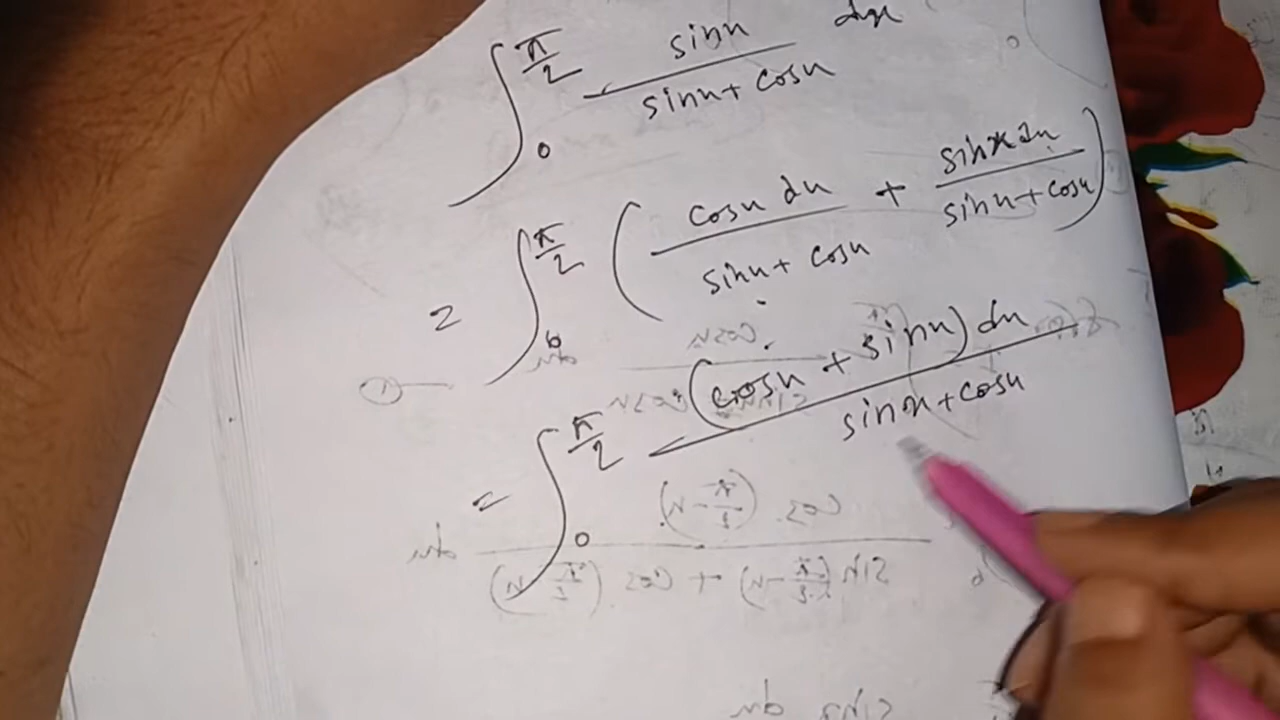 ∫₀^(π/2) sinx/(sinx + cosx) dx
= ∫₀^(π/2) (cosx dx/(sinx + cosx) + sinx dx/(sinx + cosx))
= ∫₀^(π/2) (cosx + sinx) dx/(sinx + cosx)